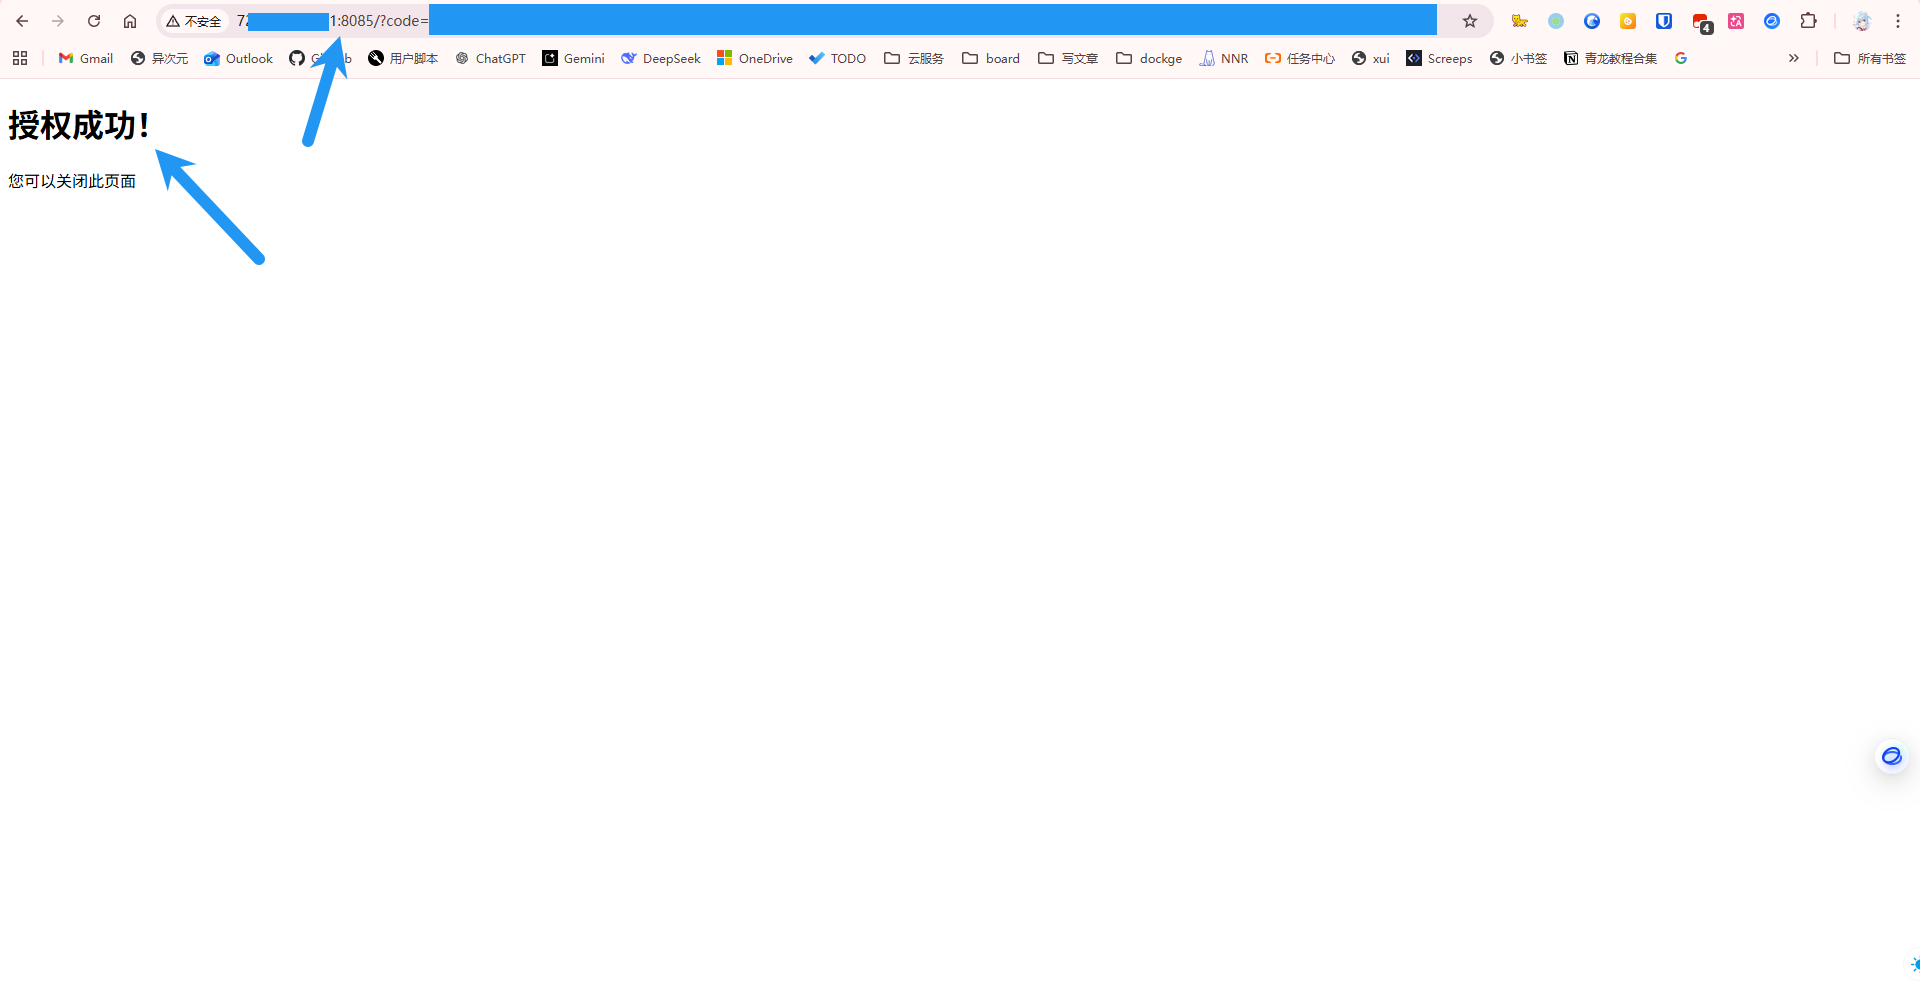 不安全 72 1:8085/?code=
4
Gmail 异次元 Outlook 用户脚本 ChatGPT Gemini DeepSeek OneDrive TODO 云服务 board 写文章 dockge NNR 任务中心 xui Screeps 小书签 青龙教程合集 所有书签
授权成功!
您可以关闭此页面